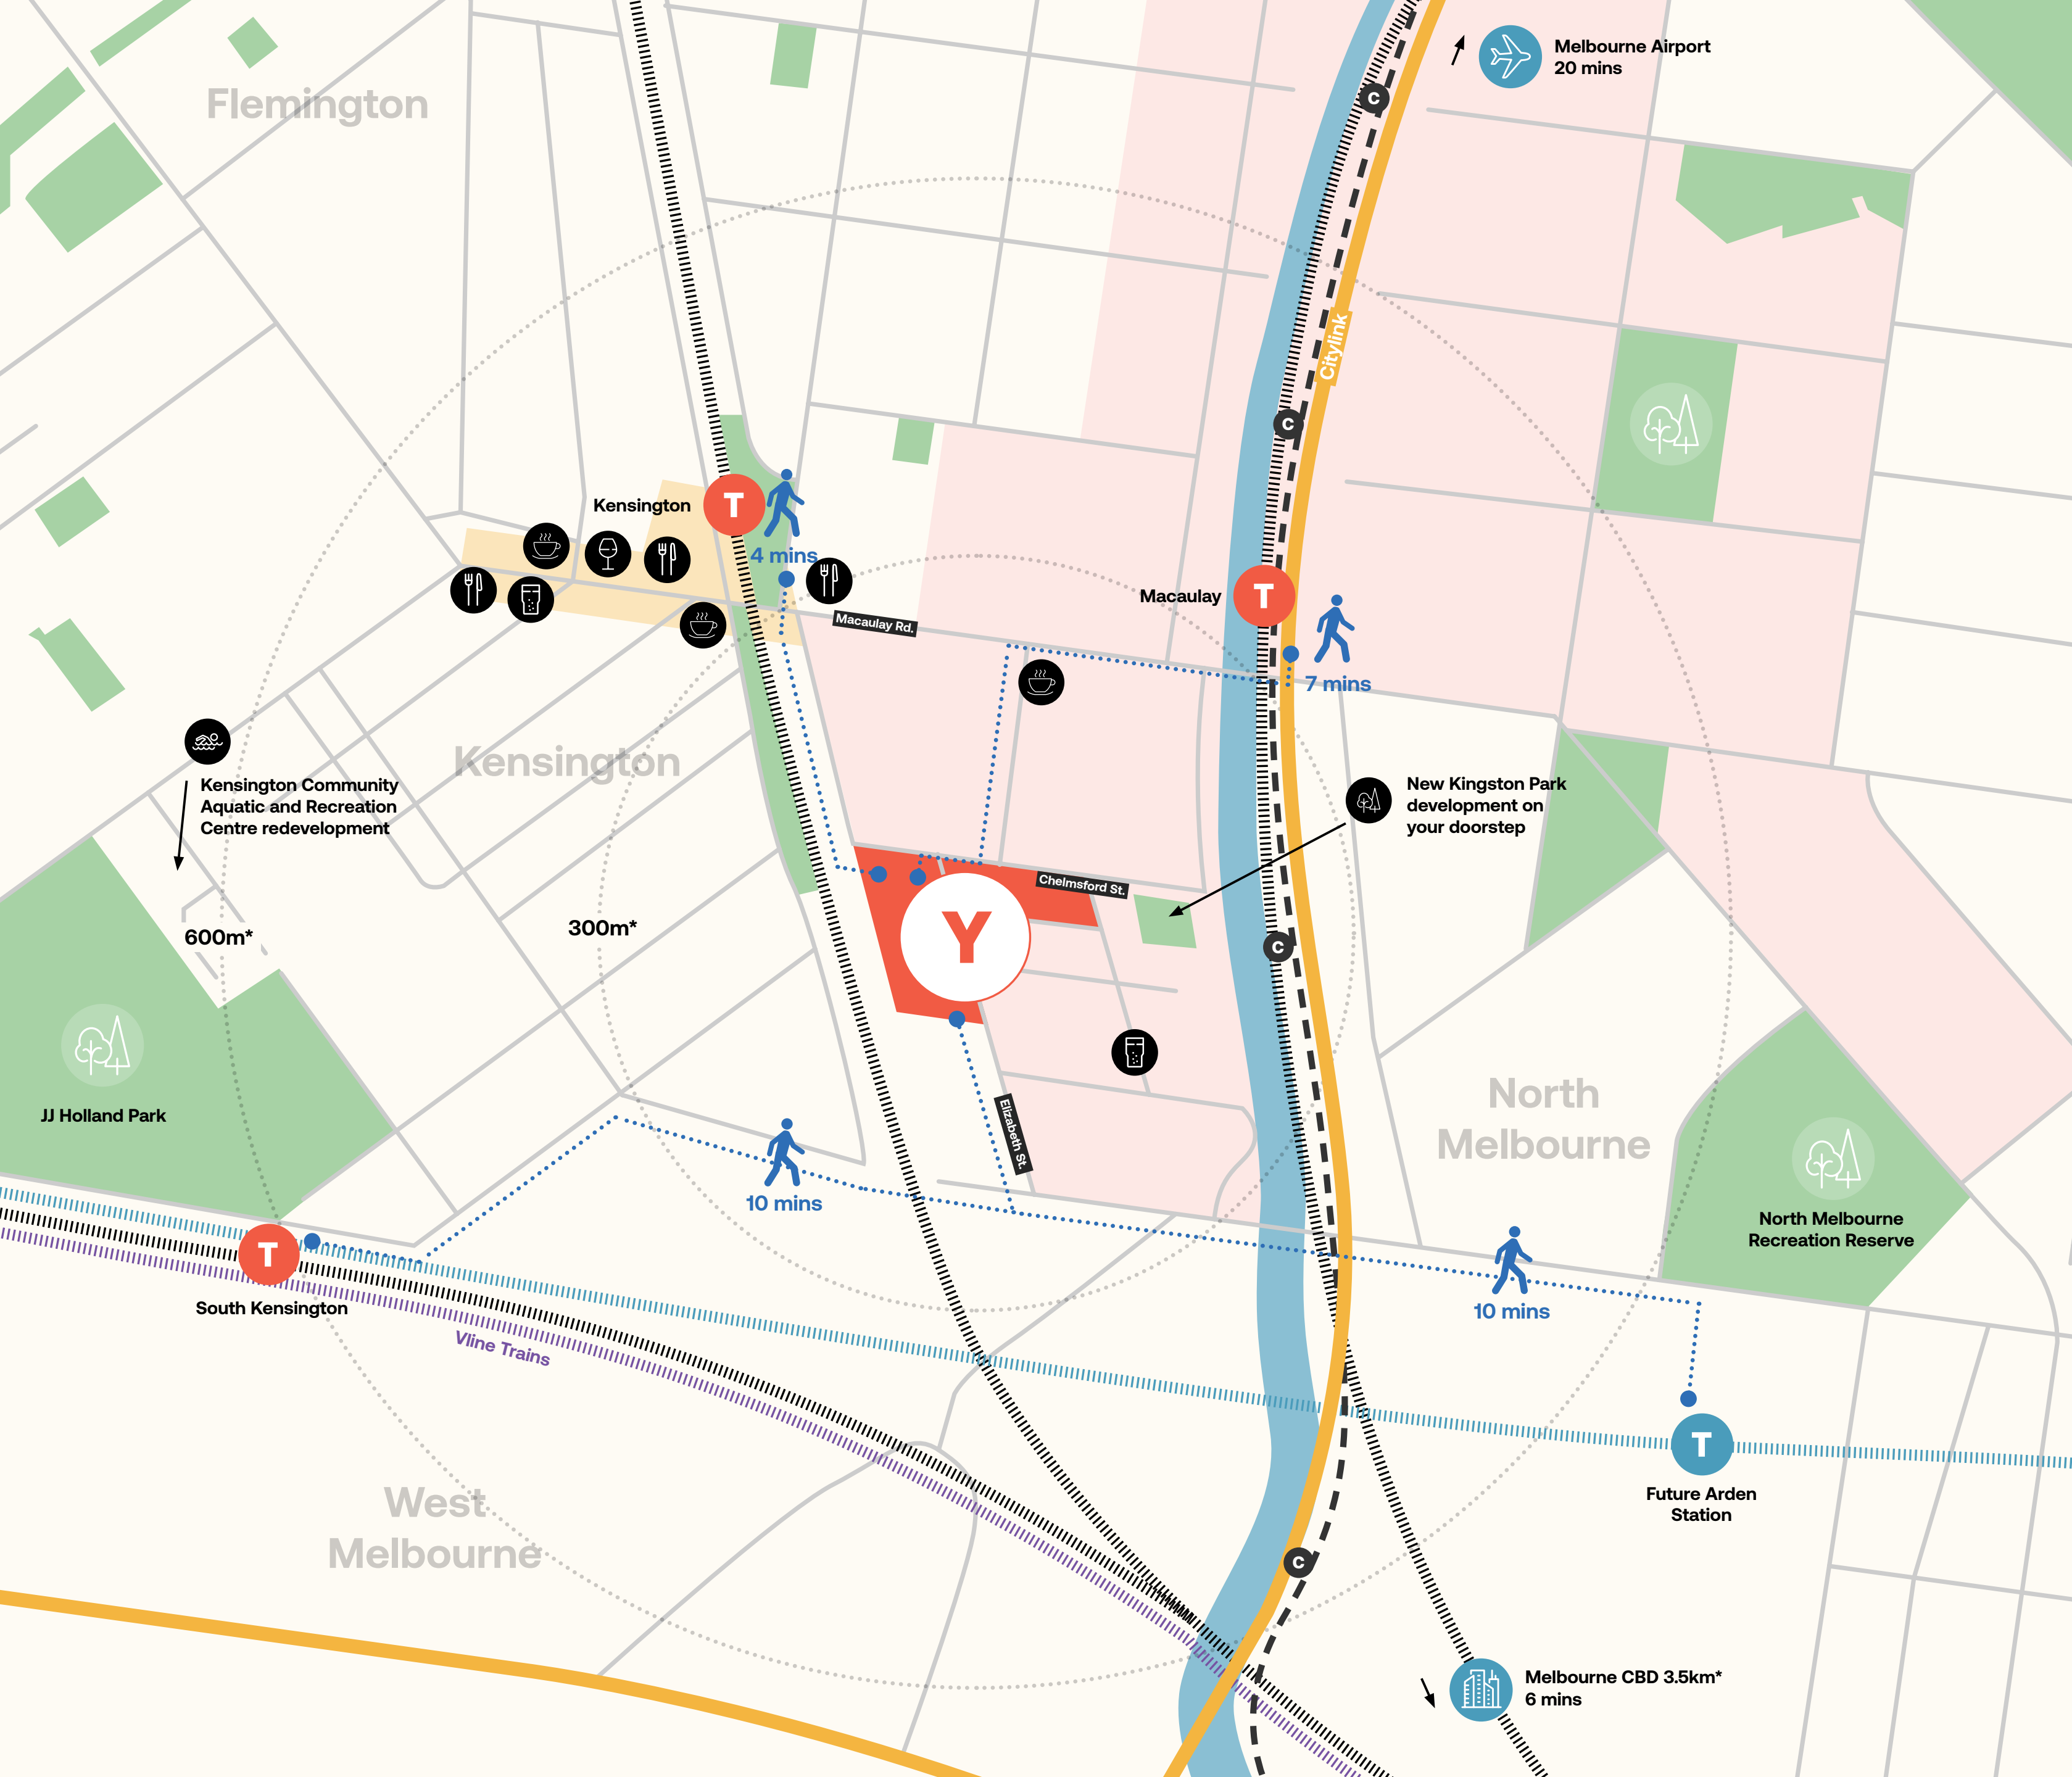 Melbourne Airport
20 mins
C
Flemington
Citylink
C
Kensington
T
4 mins
Macaulay
T
Macaulay Rd.
7 mins
Kensington
Kensington Community
Aquatic and Recreation
Centre redevelopment
New Kingston Park
development on
your doorstep
Chelmsford St.
600m*
300m*
Y
C
JJ Holland Park
Elizabeth St.
North
Melbourne
10 mins
North Melbourne
Recreation Reserve
T
South Kensington
10 mins
Vline Trains
T
Future Arden
Station
West
Melbourne
C
Melbourne CBD 3.5km*
6 mins